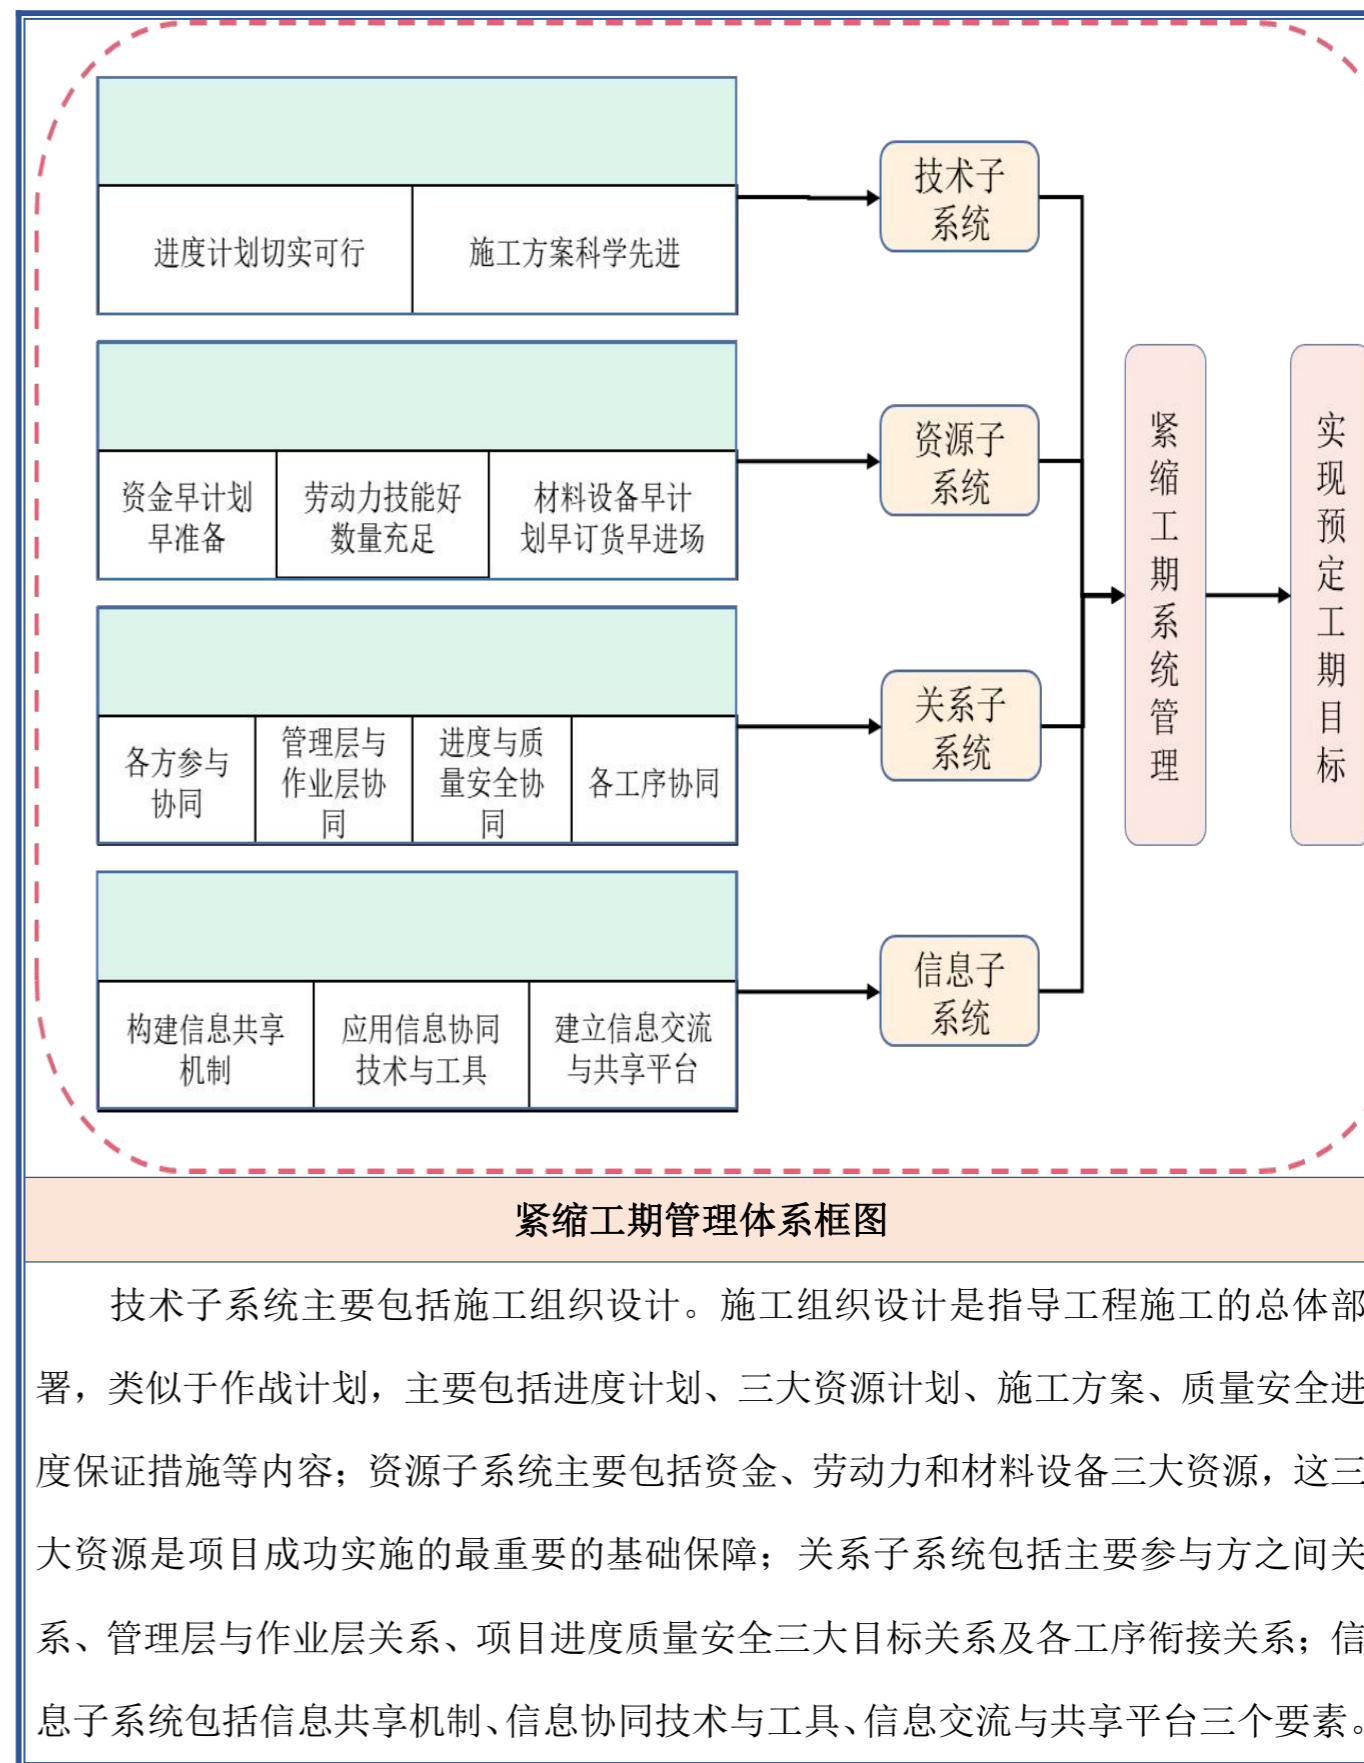 进度计划切实可行
施工方案科学先进
技术子
系统
资金早计划
早准备
劳动力技能好
数量充足
材料设备早计
划早订货早进场
资源子
系统
各方参与
协同
管理层与
作业层协
同
进度与质
量安全协
同
各工序协同
关系子
系统
构建信息共享
机制
应用信息协同
技术与工具
建立信息交流
与共享平台
信息子
系统
紧缩工期系统管理
实现预定工期目标
紧缩工期管理体系框图
技术子系统主要包括施工组织设计。施工组织设计是指导工程施工的总体部
署，类似于作战计划，主要包括进度计划、三大资源计划、施工方案、质量安全进
度保证措施等内容；资源子系统主要包括资金、劳动力和材料设备三大资源，这三
大资源是项目成功实施的最重要的基础保障；关系子系统包括主要参与方之间关
系、管理层与作业层关系、项目进度质量安全三大目标关系及各工序衔接关系；信
息子系统包括信息共享机制、信息协同技术与工具、信息交流与共享平台三个要素。